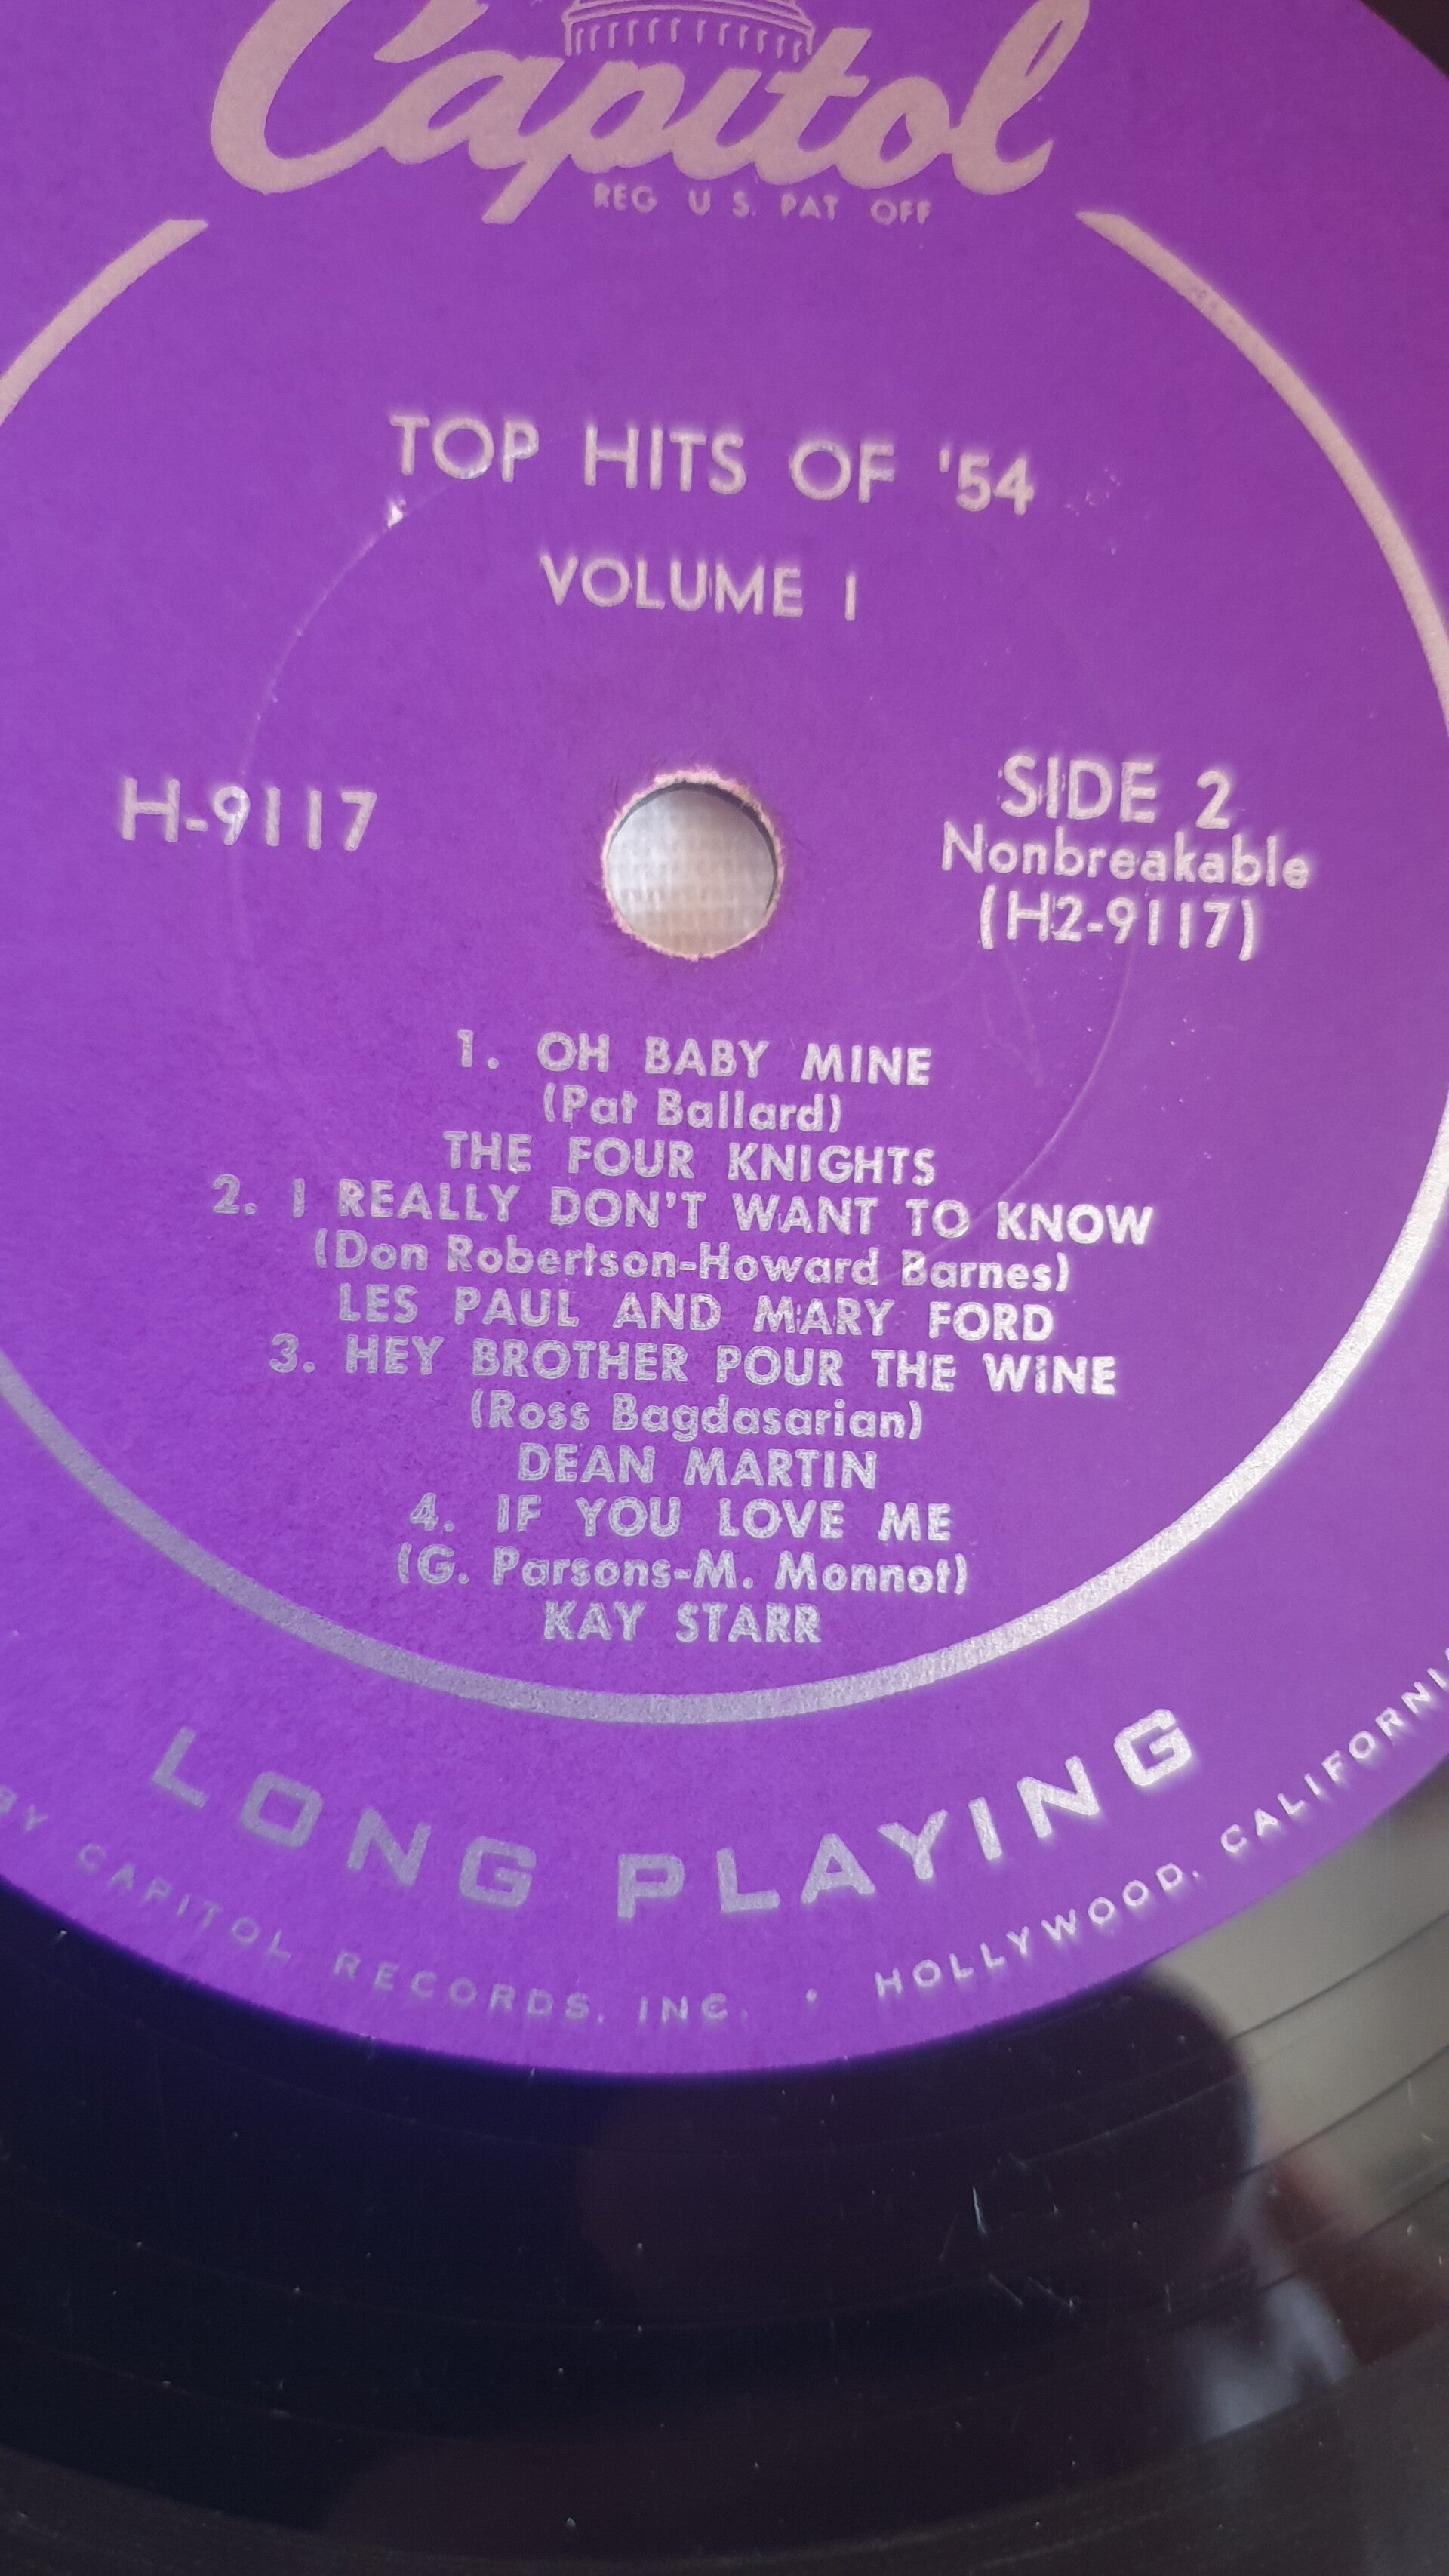 Capitol
REG U S. PAT OFF
TOP HITS OF '54
VOLUME 1
H-9117
SIDE 2
Nonbreakable
(H2-9117)
1. OH BABY MINE
(Pat Ballard)
THE FOUR KNIGHTS
2. I REALLY DON'T WANT TO KNOW
(Don Robertson-Howard Barnes)
LES PAUL AND MARY FORD
3. HEY BROTHER POUR THE WINE
(Ross Bagdasarian)
DEAN MARTIN
4. IF YOU LOVE ME
(G. Parsons-M. Monnot)
KAY STARR
LONG PLAYING
BY CAPITOL RECORDS, INC. • HOLLYWOOD, CALIFORNIA